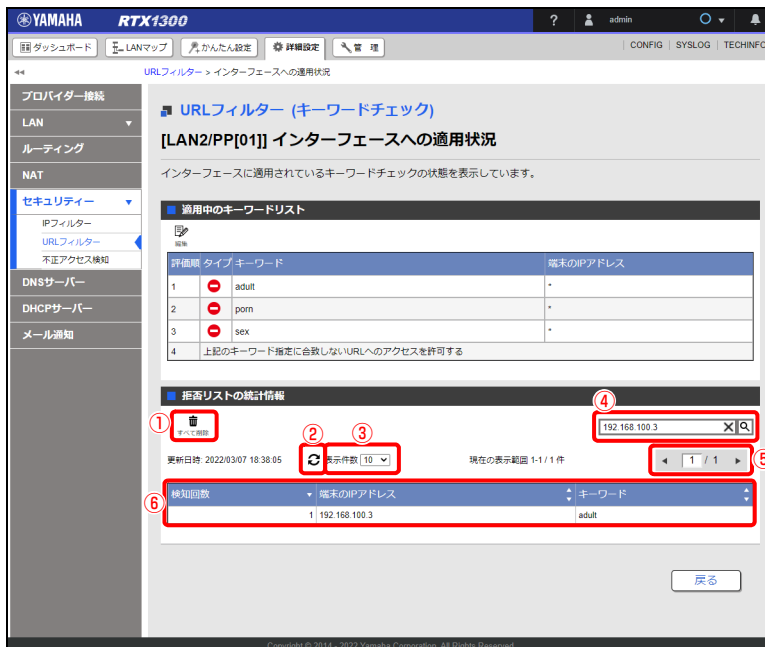 YAMAHA RTX1300 ? admin
ダッシュボード LANマップ かんたん設定 詳細設定 管 理 CONFIG SYSLOG TECHINFO
URLフィルター > インターフェースへの適用状況
プロバイダー接続
LAN
ルーティング
NAT
セキュリティー
IPフィルター
URLフィルター
不正アクセス検知
DNSサーバー
DHCPサーバー
メール通知
URLフィルター (キーワードチェック)
[LAN2/PP[01]] インターフェースへの適用状況
インターフェースに適用されているキーワードチェックの状態を表示しています。
適用中のキーワードリスト
編集
評価順 タイプ キーワード 端末のIPアドレス
1 adult *
2 porn *
3 sex *
4 上記のキーワード指定に合致しないURLへのアクセスを許可する
拒否リストの統計情報
① すべて削除 ② ③ ④ 192.168.100.3
更新日時: 2022/03/07 18:38:05 表示件数 10 現在の表示範囲 1-1 / 1 件 1 / 1 ⑤
⑥ 検知回数 端末のIPアドレス キーワード
1 192.168.100.3 adult
戻る
Copyright © 2014 - 2022 Yamaha Corporation. All Rights Reserved.